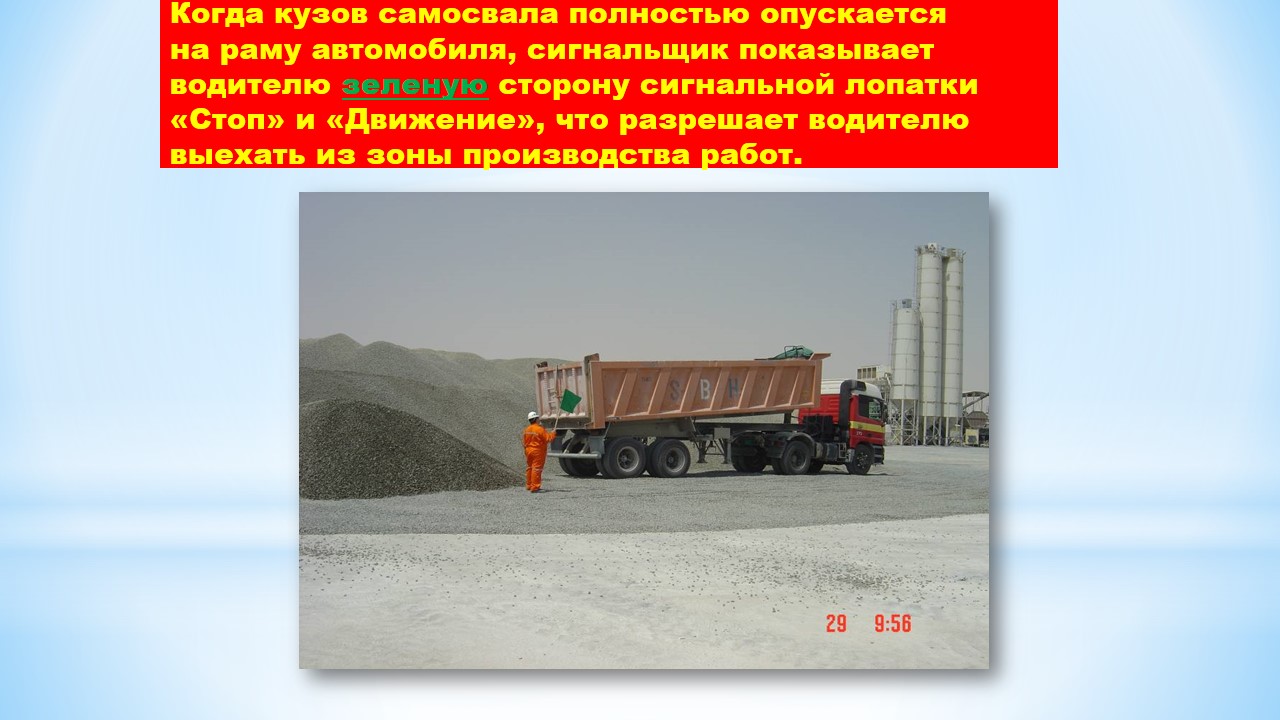 Когда кузов самосвала полностью опускается
на раму автомобиля, сигнальщик показывает
водителю зеленую сторону сигнальной лопатки
«Стоп» и «Движение», что разрешает водителю
выехать из зоны производства работ.
S B H
29 9:56